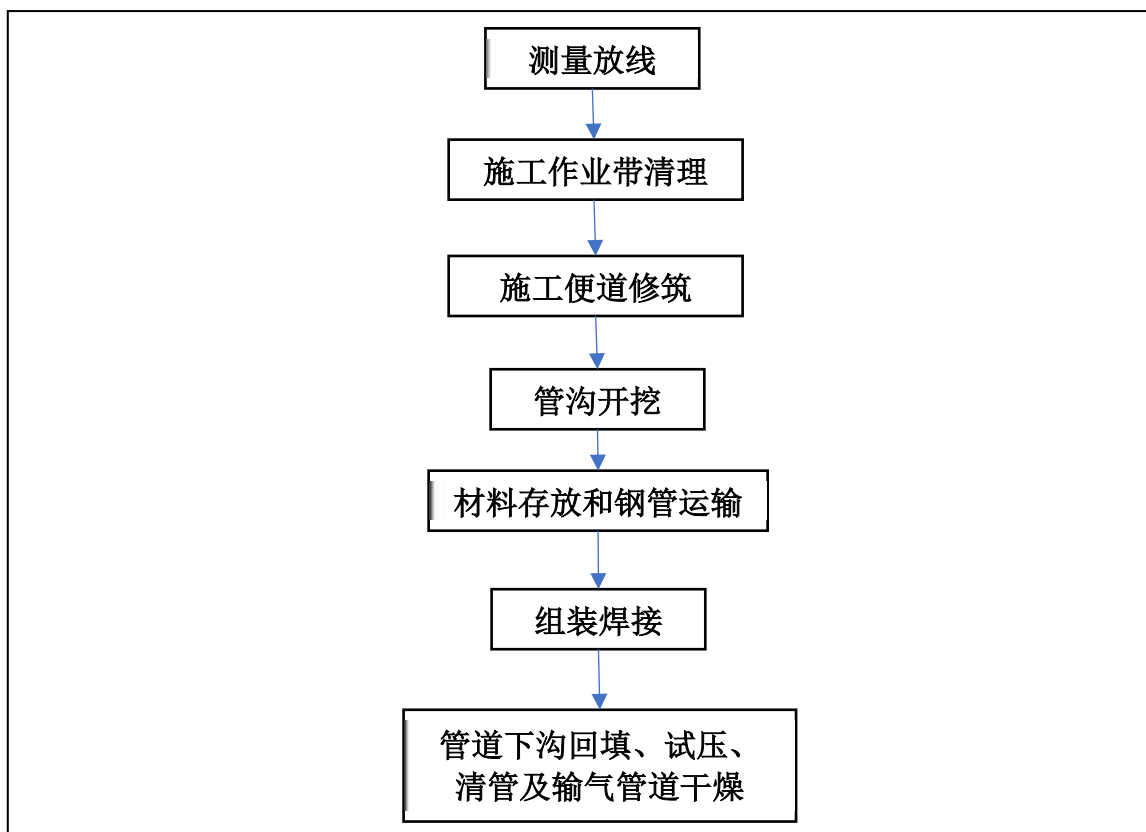 测量放线
施工作业带清理
施工便道修筑
管沟开挖
材料存放和钢管运输
组装焊接
管道下沟回填、试压、
清管及输气管道干燥